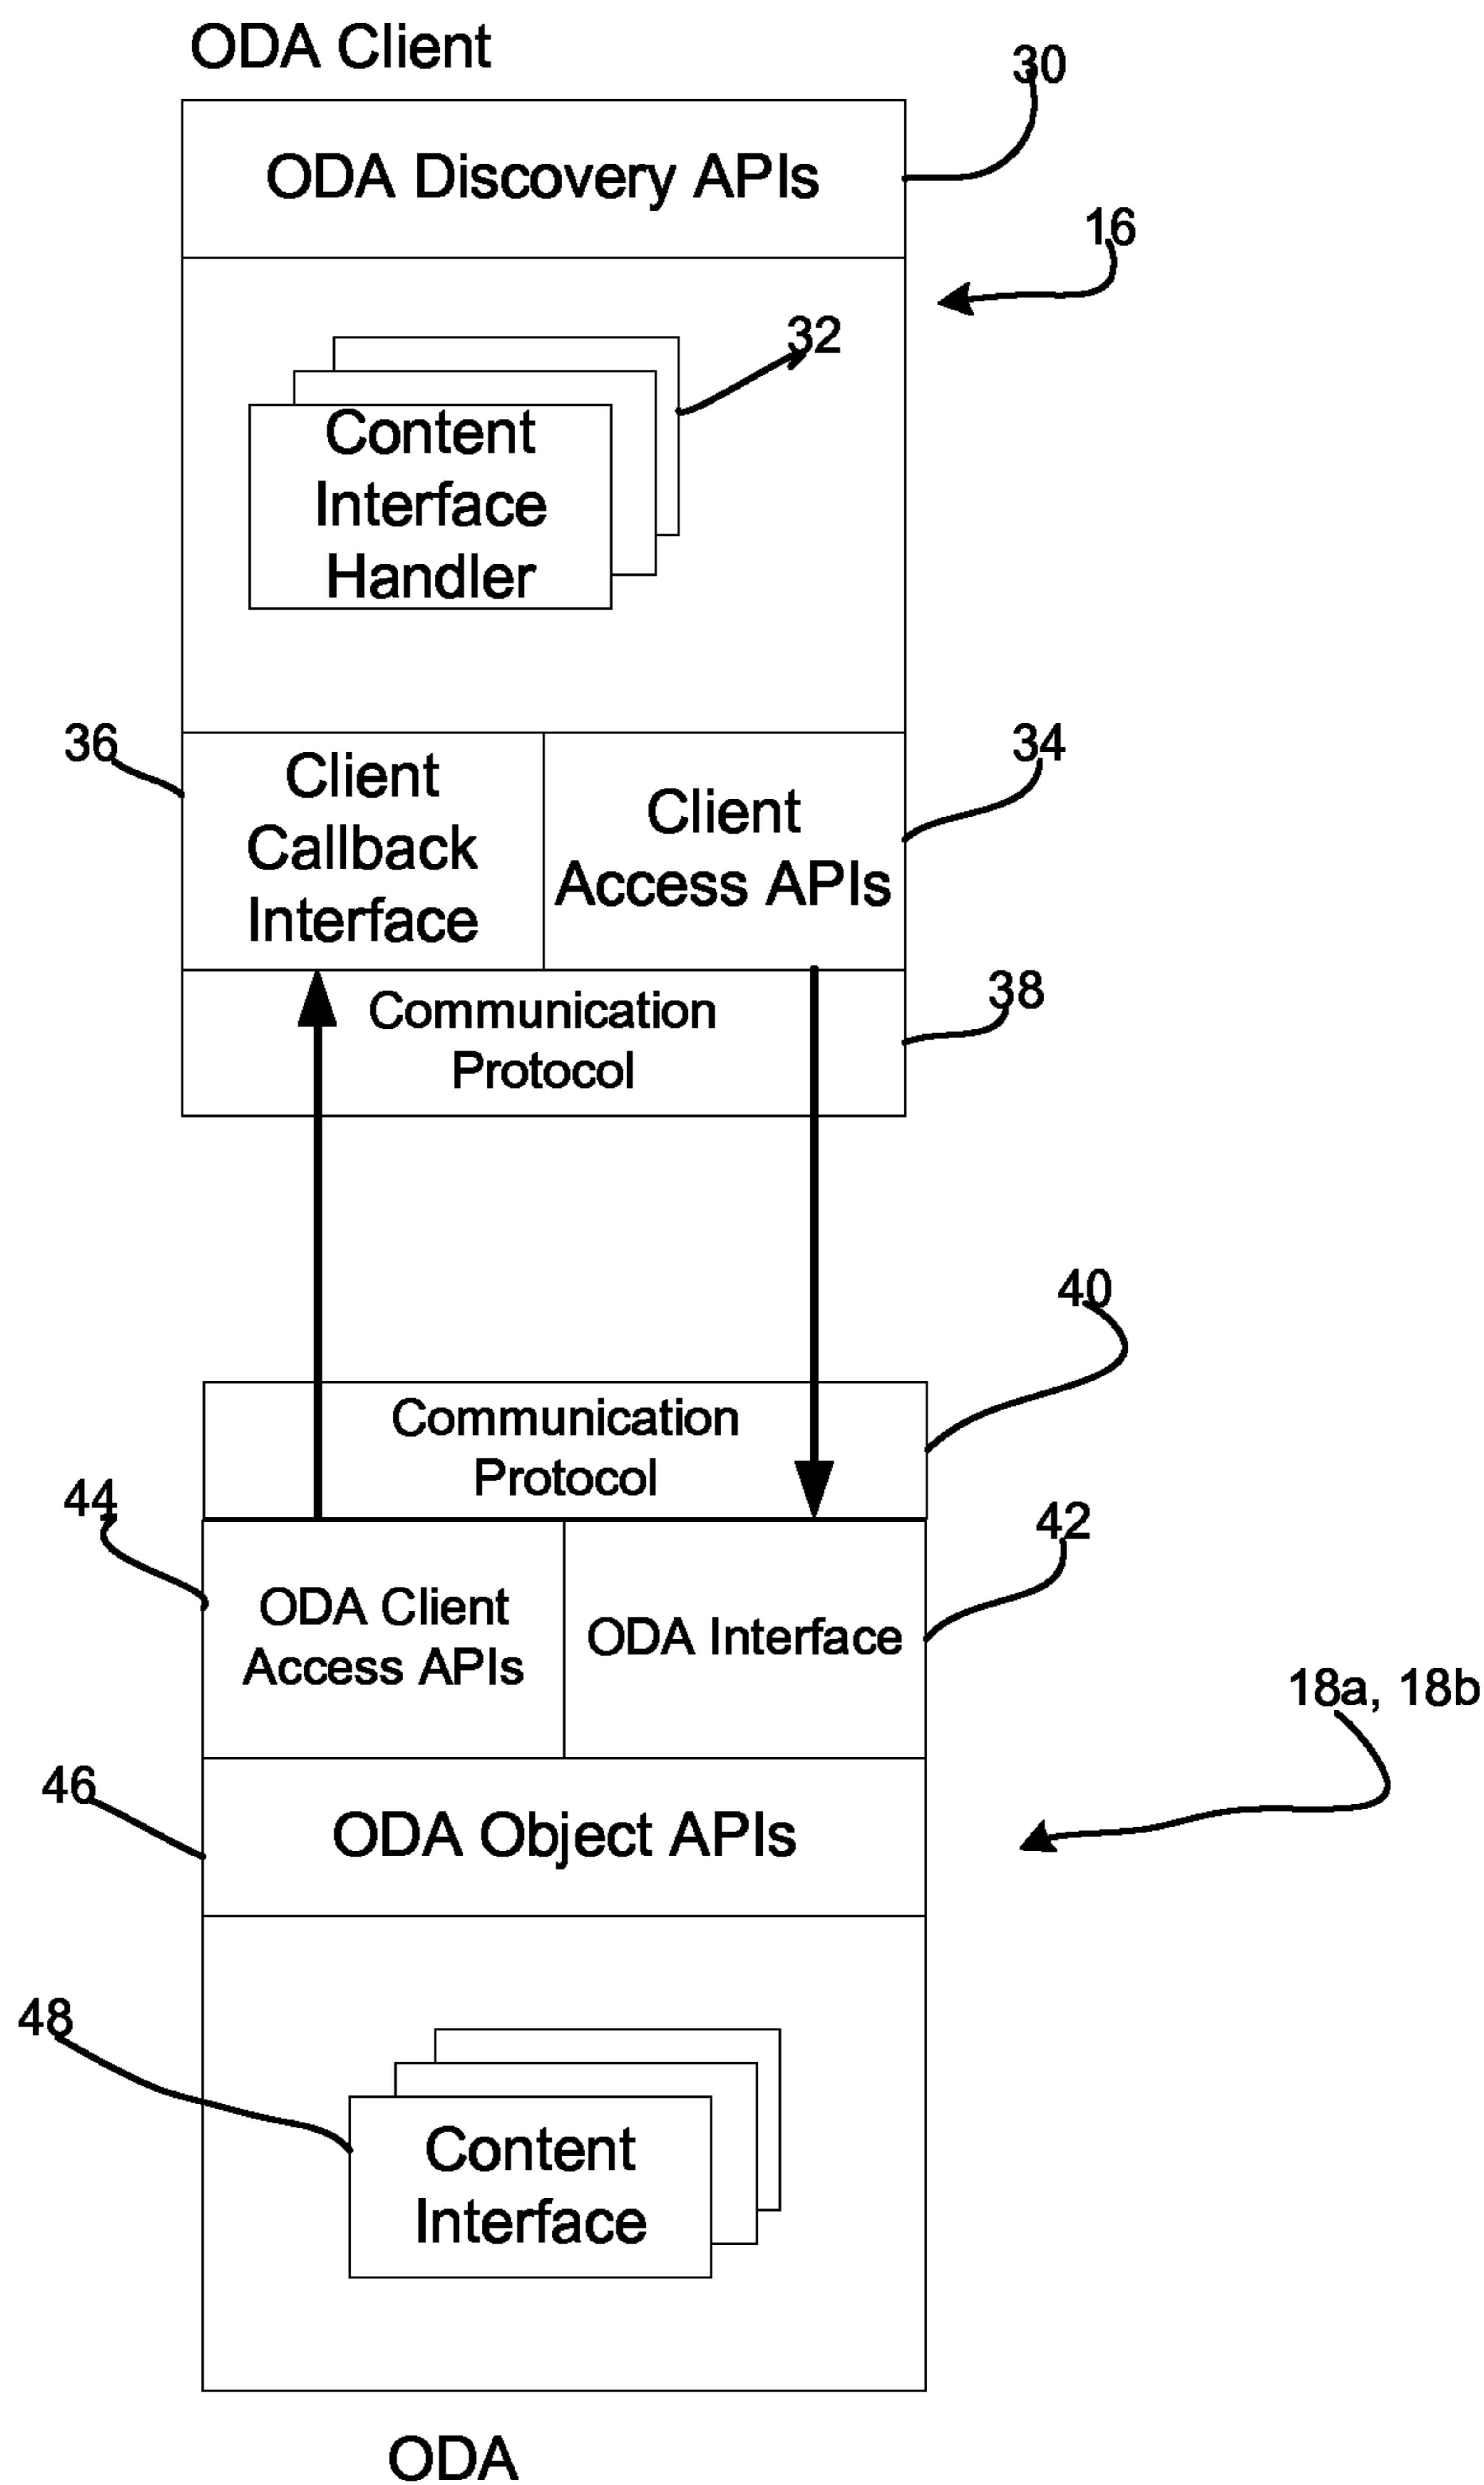 ODA Client
30
ODA Discovery APIs
16
32
Content
Interface
Handler
36
34
Client
Callback
Interface
Client
Access APIs
38
Communication
Protocol
40
Communication
Protocol
44
42
ODA Client
Access APIs
ODA Interface
18a, 18b
46
ODA Object APIs
48
Content
Interface
ODA